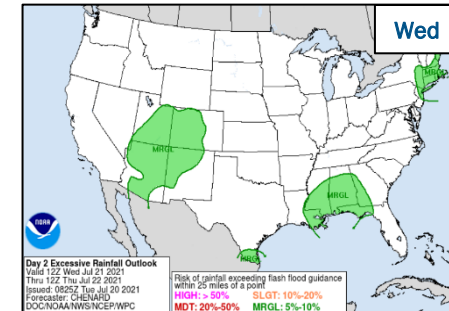 Wed
MRGL
MRGL
MRGL
MRGL
NOAA
Day 2 Excessive Rainfall Outlook
Valid 12Z Wed Jul 21 2021
Thru 12Z Thu Jul 22 2021
Issued: 0825Z Tue Jul 20 2021
Forecaster: CHENARD
DOC/NOAA/NWS/NCEP/WPC
Risk of rainfall exceeding flash flood guidance
within 25 miles of a point
HIGH: > 50% SLGT: 10%-20%
MDT: 20%-50% MRGL: 5%-10%